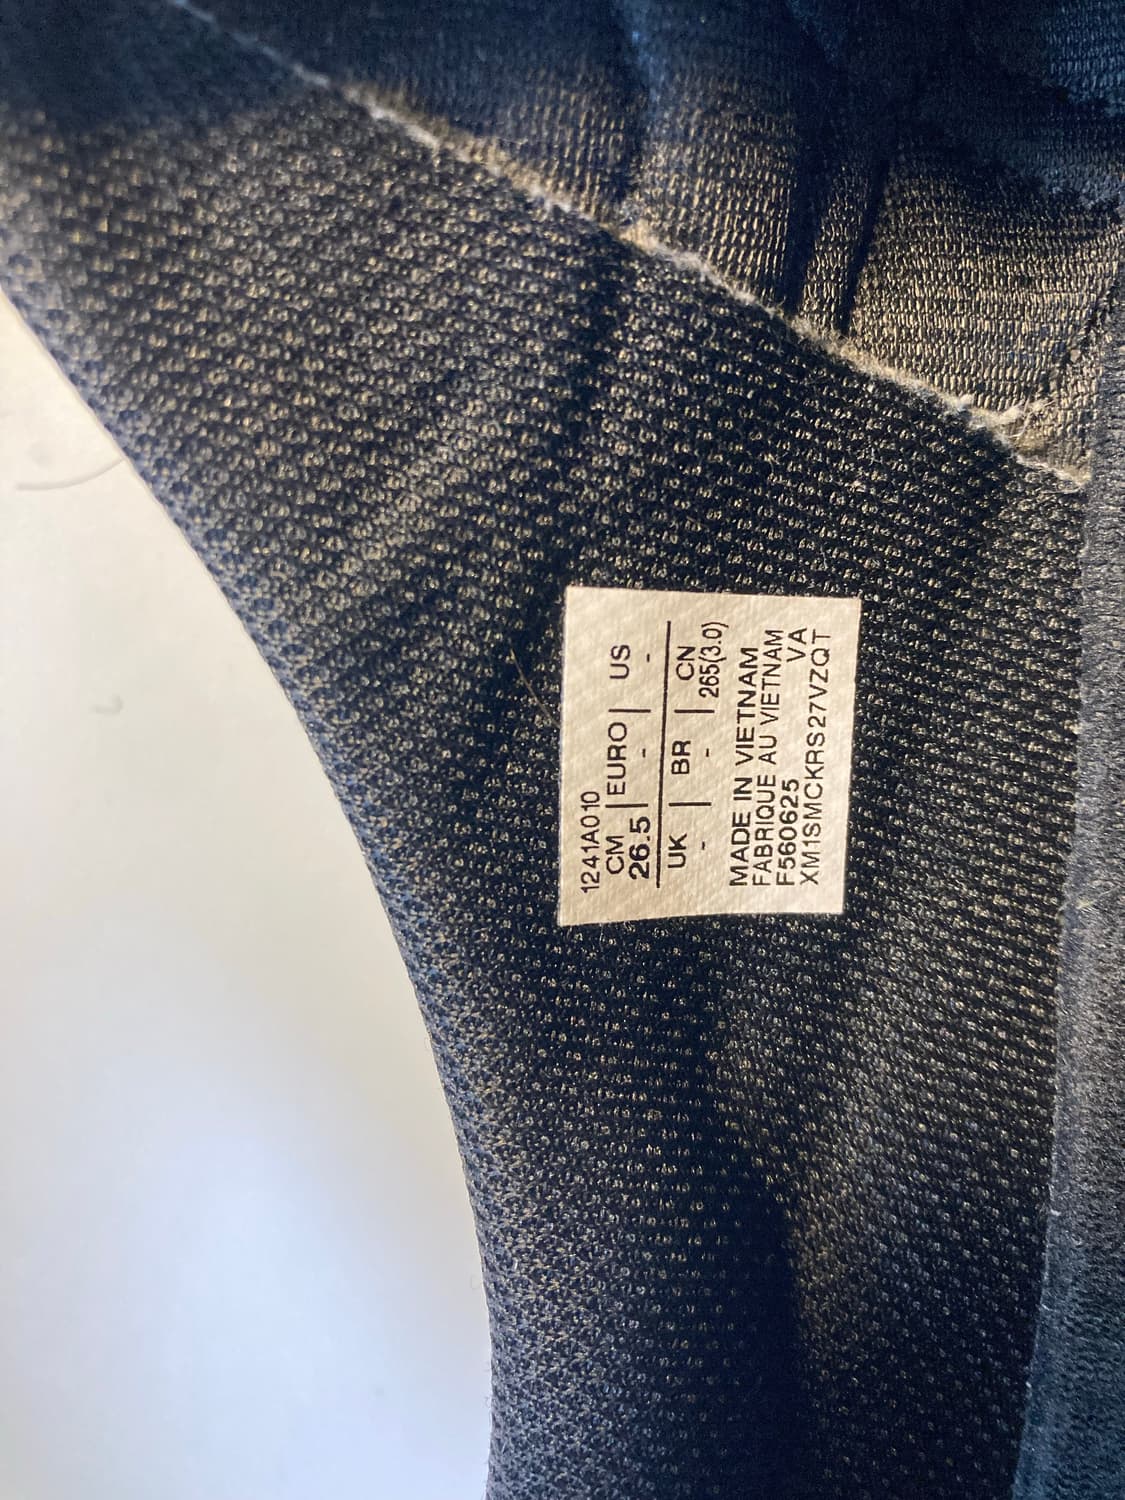 1241A010
CM | EURO | US
26.5 | - | -
UK | BR | CN
- | - | 265(3.0)
MADE IN VIETNAM
FABRIQUE AU VIETNAM
F560625 VA
XM1SMCKRS27VZQT